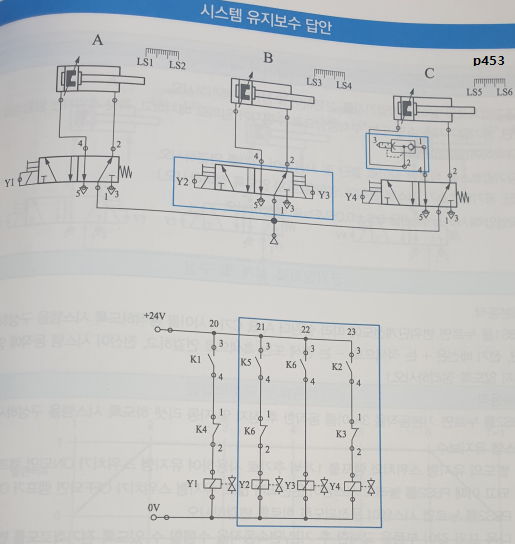 시스템 유지보수 답안
p453
A
B
C
LS1 LS2
LS3 LS4
LS5 LS6
4 2
4 2
3 1
2
4 2
Y1
Y2
Y3
Y4
5 1 3
5 1 3
5 1 3
+24V
20 21 22 23
3 3 3 3
K1 K5 K6 K2
4 4 4 4
1 1 1
K4 K6 K3
2 2 2
Y1 Y2 Y3 Y4
0V